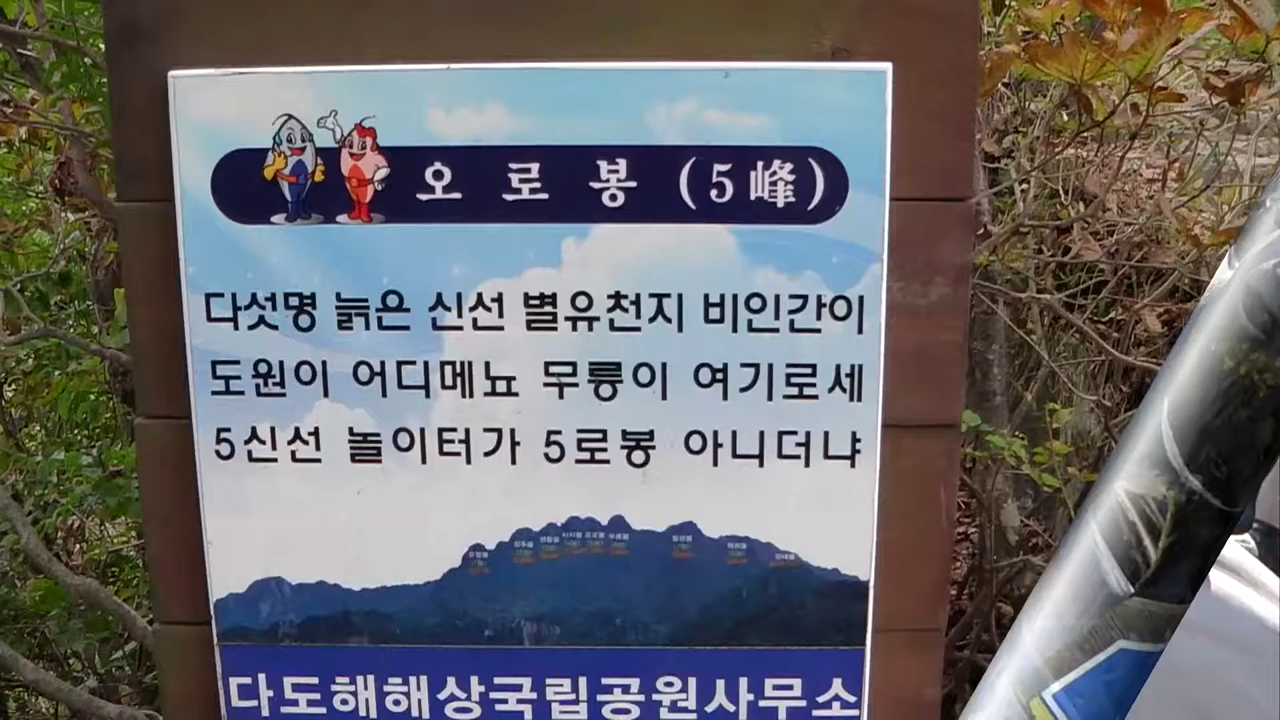 오로봉 (5峰)
다섯명 늙은 신선 별유천지 비인간이
도원이 어디메뇨 무릉이 여기로세
5신선 놀이터가 5로봉 아니더냐
다도해해상국립공원사무소